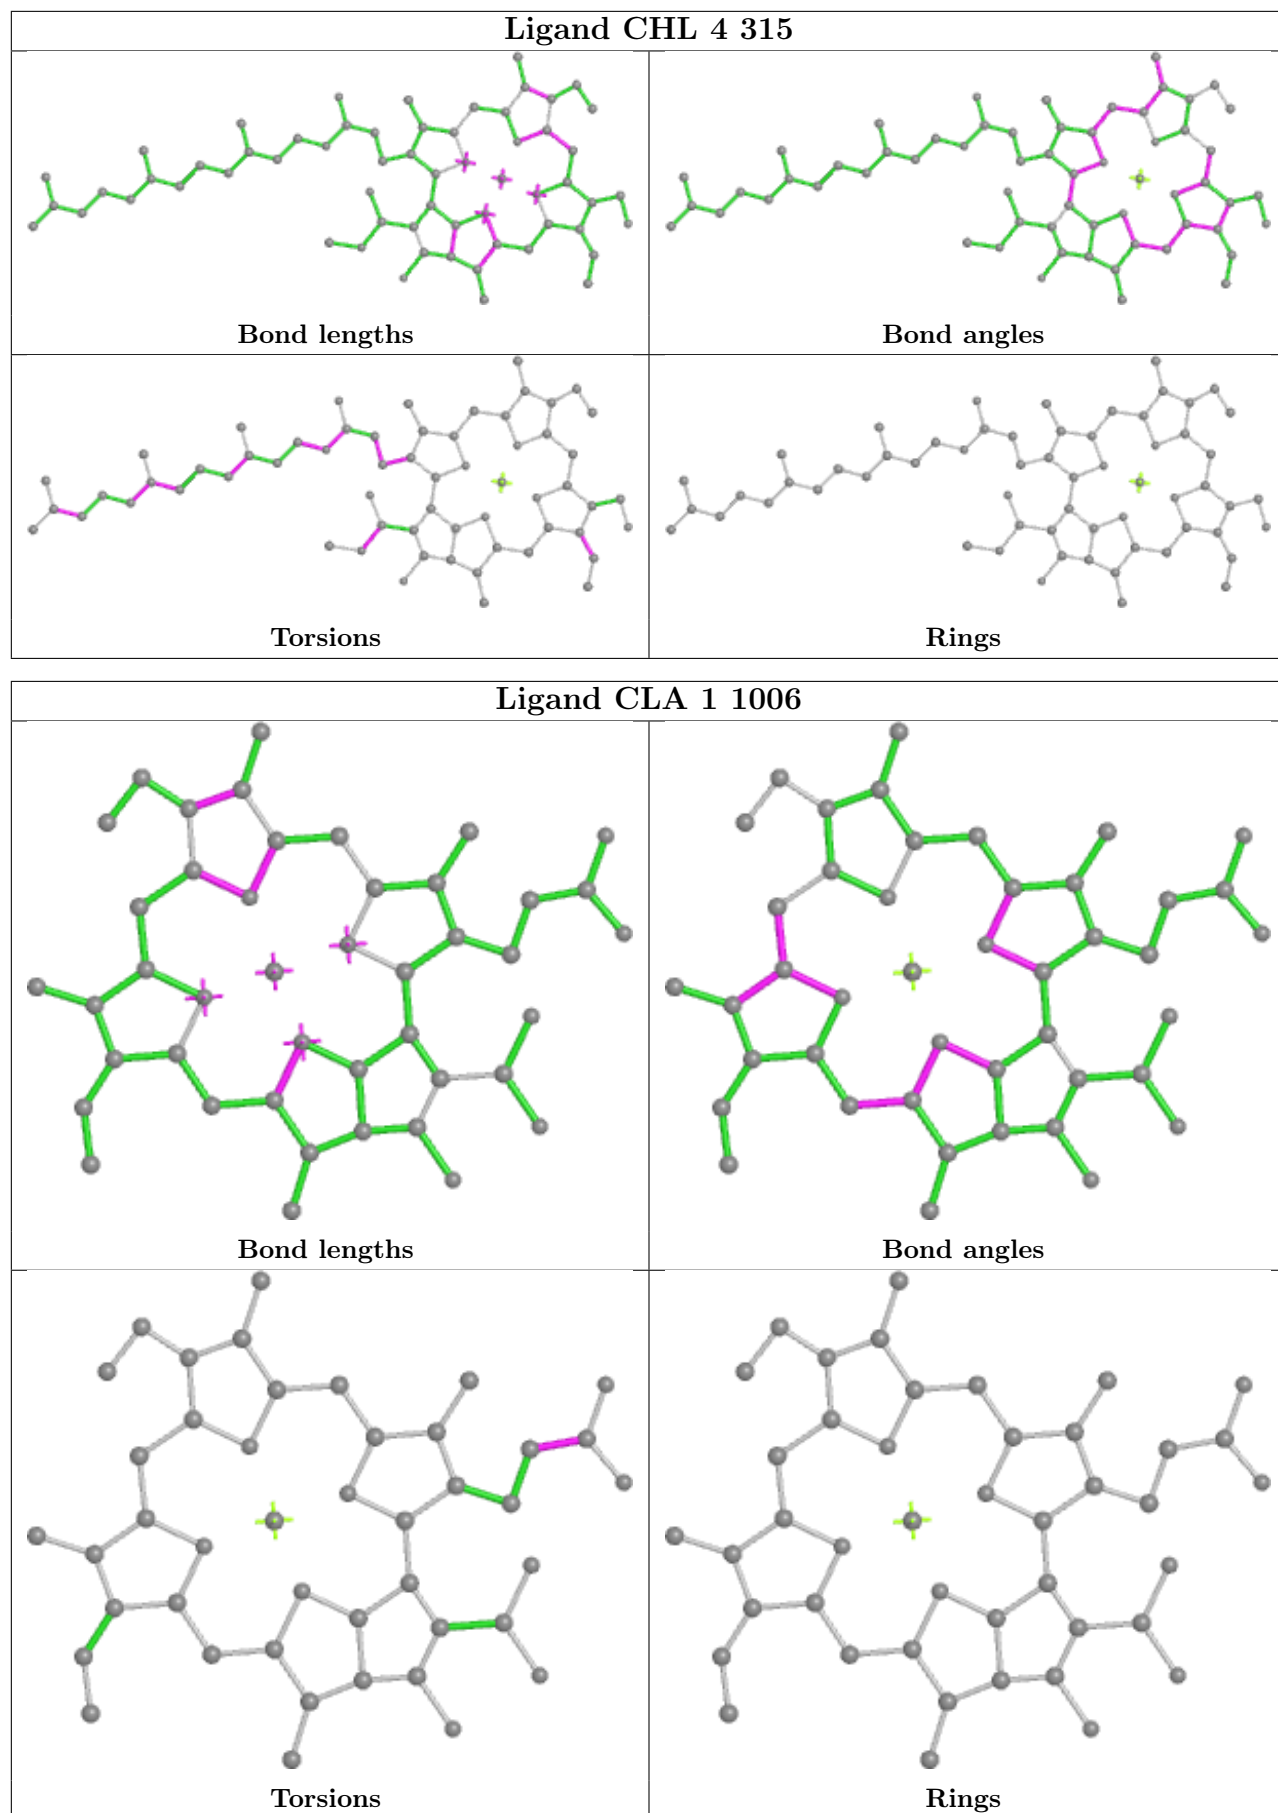 Ligand CHL 4 315
Bond lengths
Bond angles
Torsions
Rings
Ligand CLA 1 1006
Bond lengths
Bond angles
Torsions
Rings